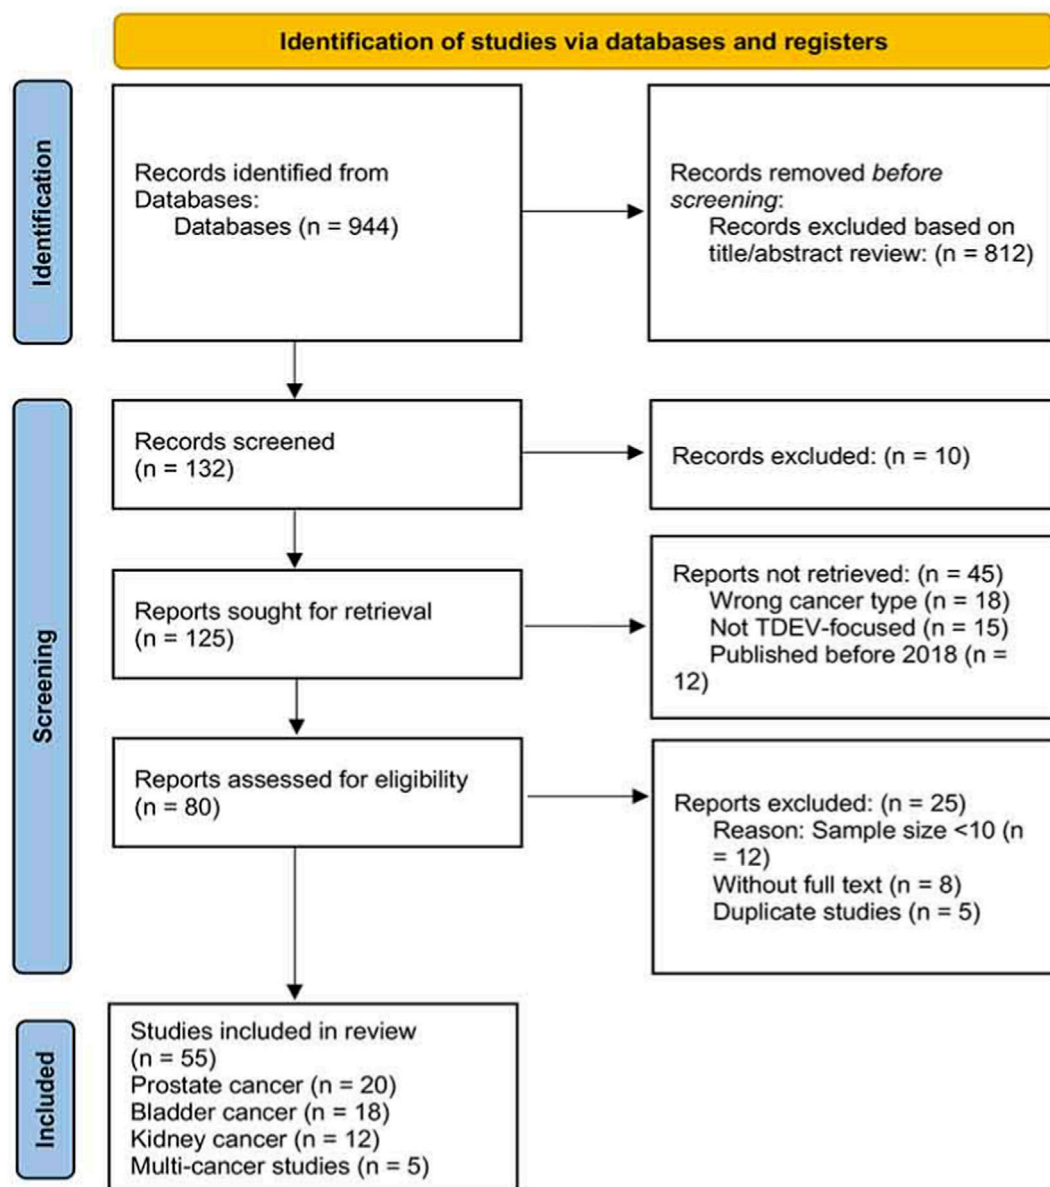 Identification of studies via databases and registers
Identification
Records identified from
Databases:
Databases (n = 944)
Records removed before
screening:
Records excluded based on
title/abstract review: (n = 812)
Screening
Records screened
(n = 132)
Records excluded: (n = 10)
Reports sought for retrieval
(n = 125)
Reports not retrieved: (n = 45)
Wrong cancer type (n = 18)
Not TDEV-focused (n = 15)
Published before 2018 (n =
12)
Reports assessed for eligibility
(n = 80)
Reports excluded: (n = 25)
Reason: Sample size <10 (n
= 12)
Without full text (n = 8)
Duplicate studies (n = 5)
Included
Studies included in review
(n = 55)
Prostate cancer (n = 20)
Bladder cancer (n = 18)
Kidney cancer (n = 12)
Multi-cancer studies (n = 5)